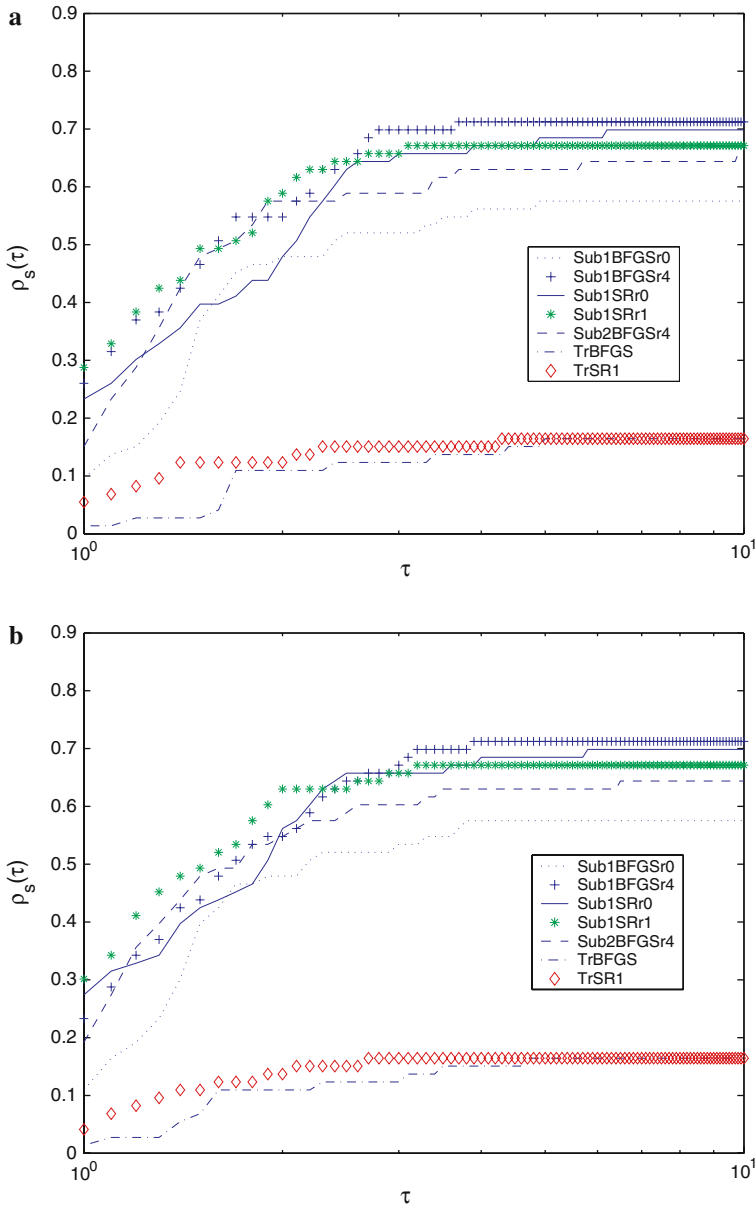 a
0.9
0.8
0.7
0.6
0.5
0.4
0.3
0.2
0.1
0
ρs(τ)
Sub1BFGSr0
Sub1BFGSr4
Sub1SRr0
Sub1SRr1
Sub2BFGSr4
TrBFGS
TrSR1
10^0
10^1
τ
b
0.9
0.8
0.7
0.6
0.5
0.4
0.3
0.2
0.1
0
ρs(τ)
Sub1BFGSr0
Sub1BFGSr4
Sub1SRr0
Sub1SRr1
Sub2BFGSr4
TrBFGS
TrSR1
10^0
10^1
τ